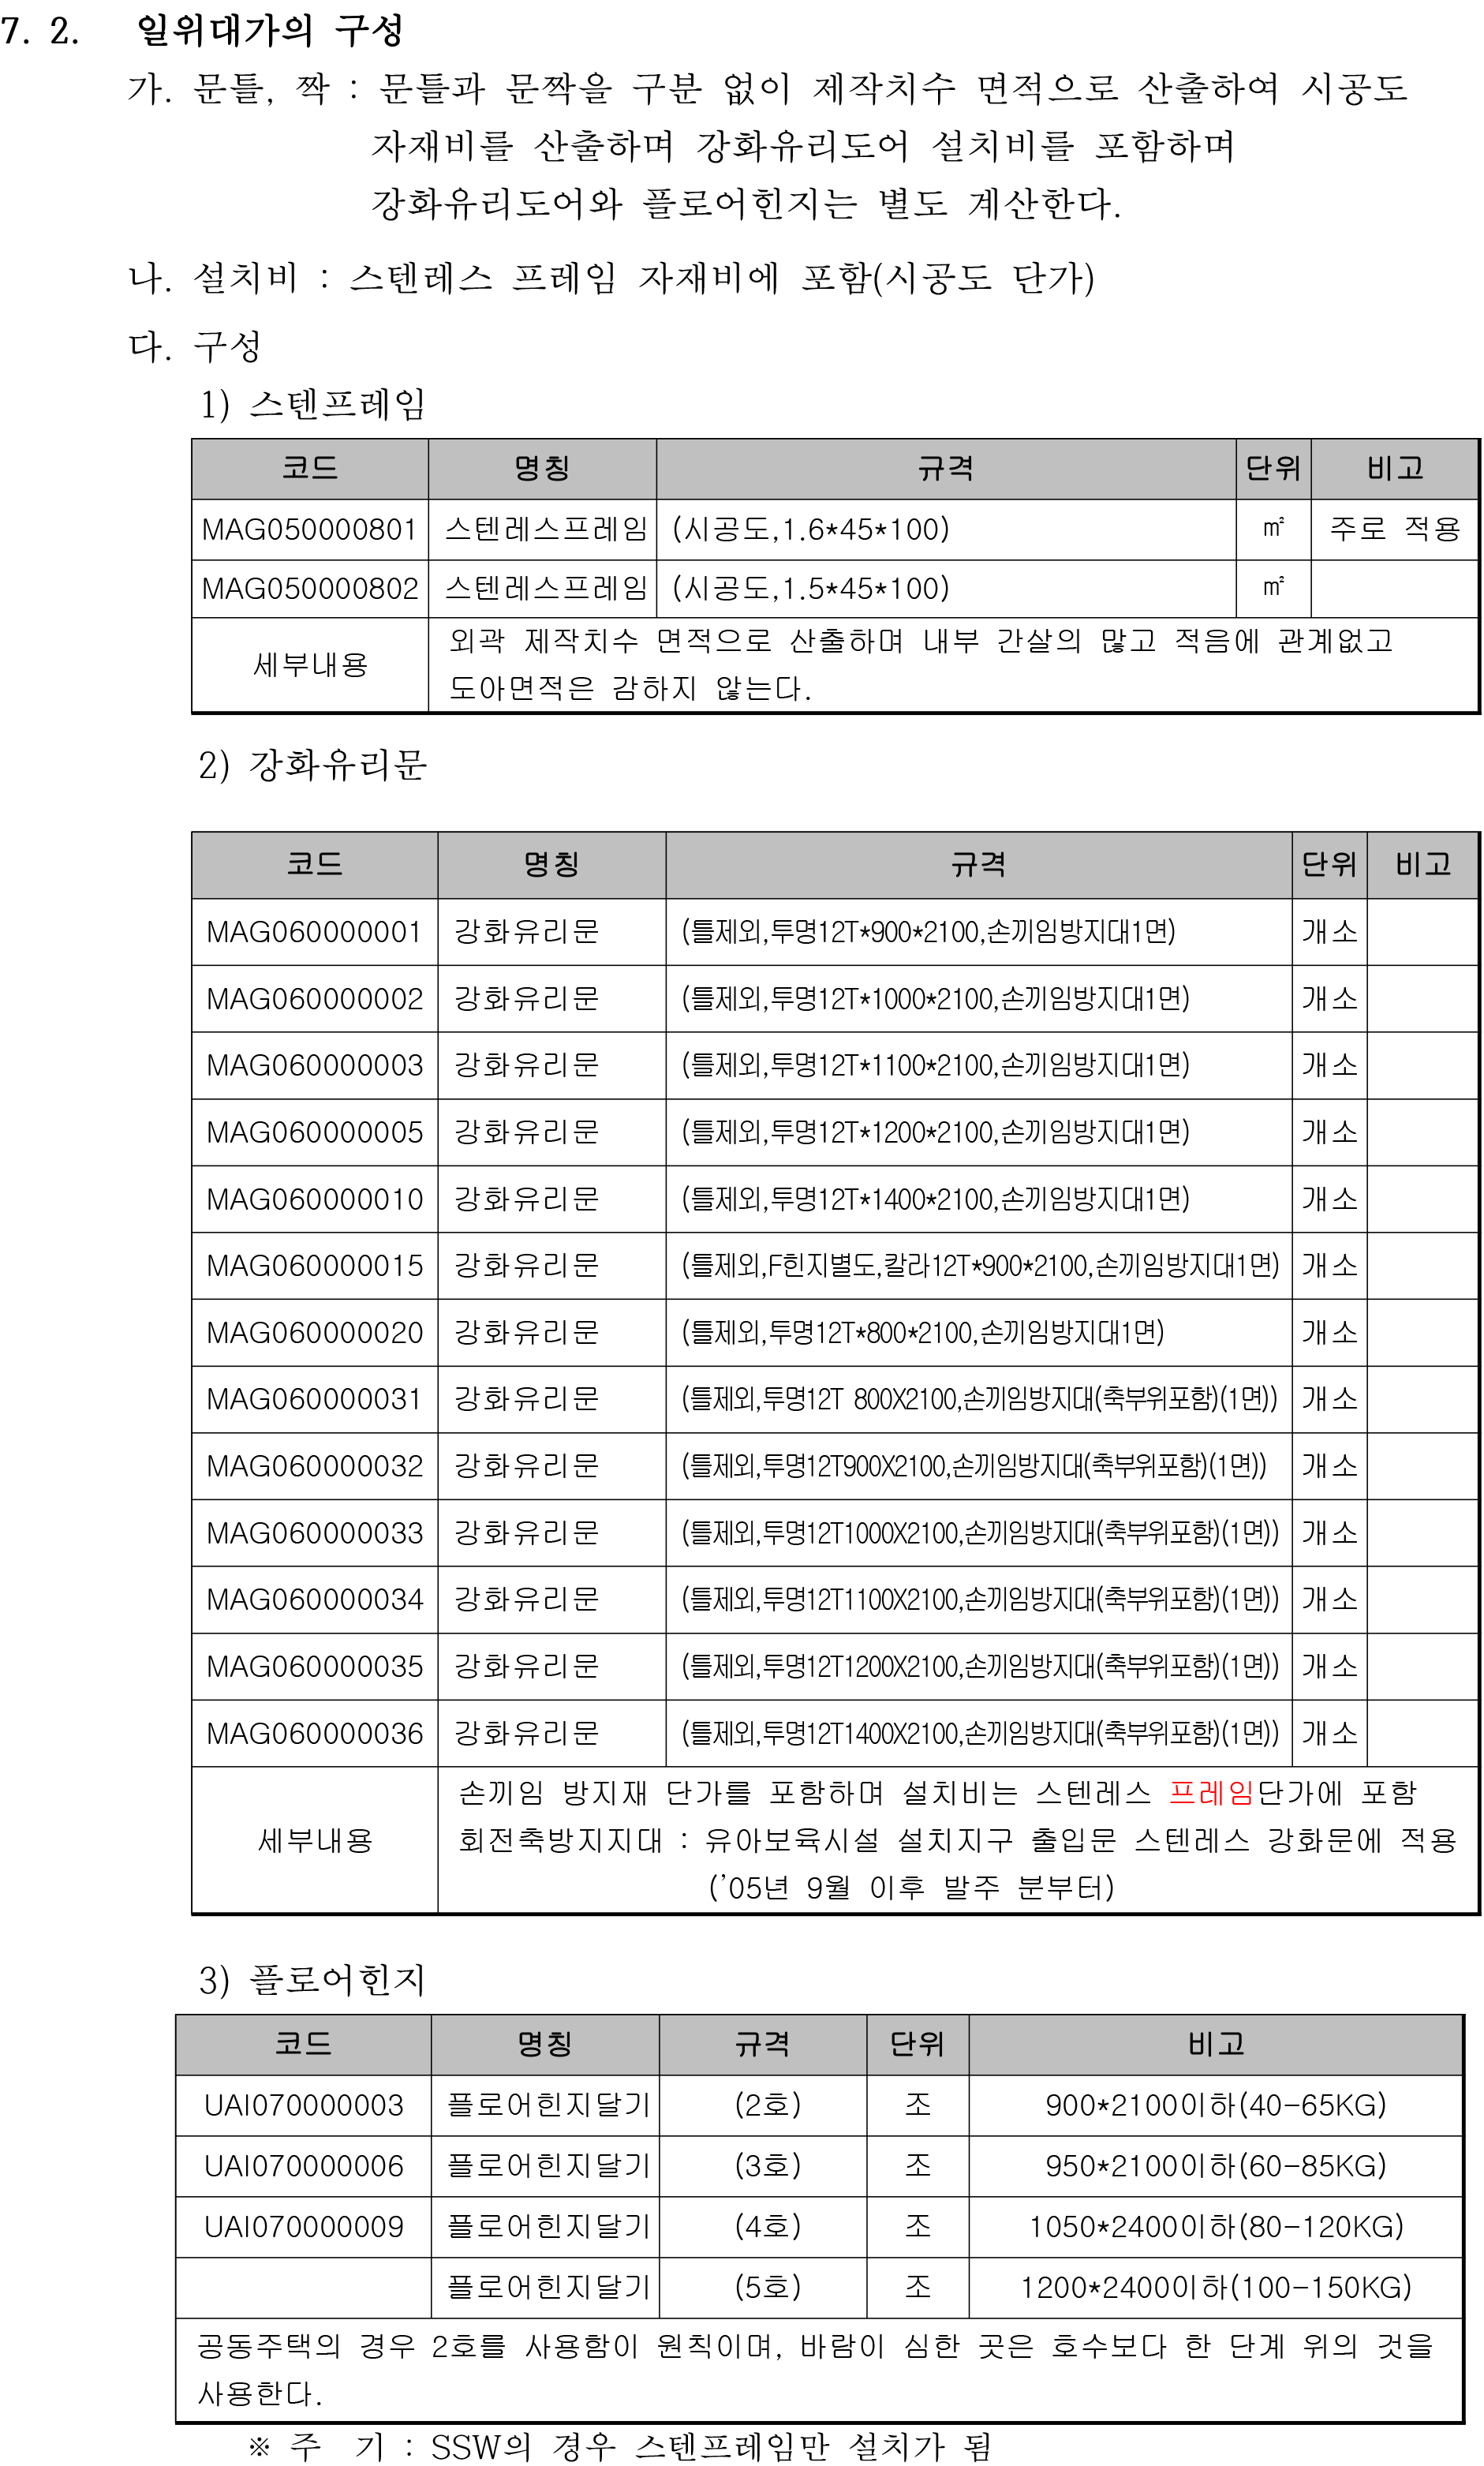 7. 2. 일위대가의 구성
가. 문틀, 짝 : 문틀과 문짝을 구분 없이 제작치수 면적으로 산출하여 시공도
자재비를 산출하며 강화유리도어 설치비를 포함하며
강화유리도어와 플로어힌지는 별도 계산한다.
나. 설치비 : 스텐레스 프레임 자재비에 포함(시공도 단가)
다. 구성
1) 스텐프레임
코드 명칭 규격 단위 비고
MAG050000801 스텐레스프레임 (시공도,1.6*45*100) ㎡ 주로 적용
MAG050000802 스텐레스프레임 (시공도,1.5*45*100) ㎡
세부내용 외곽 제작치수 면적으로 산출하며 내부 간살의 많고 적음에 관계없고
도아면적은 감하지 않는다.
2) 강화유리문
코드 명칭 규격 단위 비고
MAG060000001 강화유리문 (틀제외,투명12T*900*2100,손끼임방지대1면) 개소
MAG060000002 강화유리문 (틀제외,투명12T*1000*2100,손끼임방지대1면) 개소
MAG060000003 강화유리문 (틀제외,투명12T*1100*2100,손끼임방지대1면) 개소
MAG060000005 강화유리문 (틀제외,투명12T*1200*2100,손끼임방지대1면) 개소
MAG060000010 강화유리문 (틀제외,투명12T*1400*2100,손끼임방지대1면) 개소
MAG060000015 강화유리문 (틀제외,F힌지별도,칼라12T*900*2100,손끼임방지대1면) 개소
MAG060000020 강화유리문 (틀제외,투명12T*800*2100,손끼임방지대1면) 개소
MAG060000031 강화유리문 (틀제외,투명12T 800X2100,손끼임방지대(축부위포함)(1면)) 개소
MAG060000032 강화유리문 (틀제외,투명12T900X2100,손끼임방지대(축부위포함)(1면)) 개소
MAG060000033 강화유리문 (틀제외,투명12T1000X2100,손끼임방지대(축부위포함)(1면)) 개소
MAG060000034 강화유리문 (틀제외,투명12T1100X2100,손끼임방지대(축부위포함)(1면)) 개소
MAG060000035 강화유리문 (틀제외,투명12T1200X2100,손끼임방지대(축부위포함)(1면)) 개소
MAG060000036 강화유리문 (틀제외,투명12T1400X2100,손끼임방지대(축부위포함)(1면)) 개소
손끼임 방지재 단가를 포함하며 설치비는 스텐레스 프레임단가에 포함
세부내용 회전축방지지대 : 유아보육시설 설치지구 출입문 스텐레스 강화문에 적용
('05년 9월 이후 발주 분부터)
3) 플로어힌지
코드 명칭 규격 단위 비고
UAI070000003 플로어힌지달기 (2호) 조 900*2100이하(40-65KG)
UAI070000006 플로어힌지달기 (3호) 조 950*2100이하(60-85KG)
UAI070000009 플로어힌지달기 (4호) 조 1050*2400이하(80-120KG)
플로어힌지달기 (5호) 조 1200*2400이하(100-150KG)
공동주택의 경우 2호를 사용함이 원칙이며, 바람이 심한 곳은 호수보다 한 단계 위의 것을
사용한다.
※ 주 기 : SSW의 경우 스텐프레임만 설치가 됨